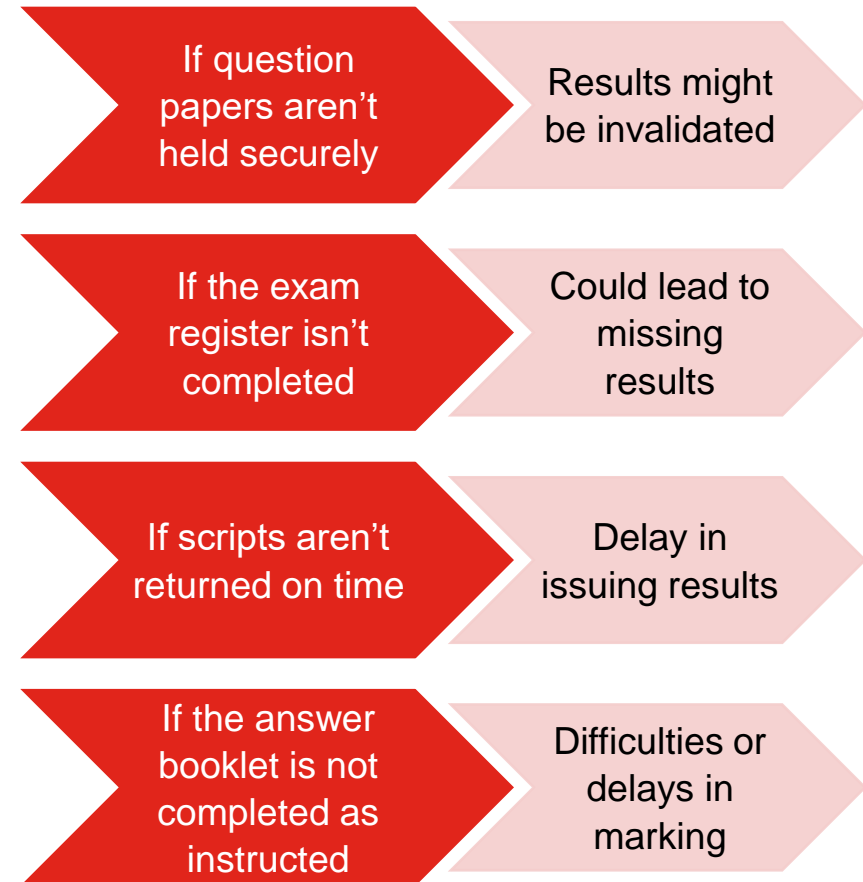 If question
papers aren’t
held securely
Results might
be invalidated
If the exam
register isn’t
completed
Could lead to
missing
results
If scripts aren’t
returned on time
Delay in
issuing results
If the answer
booklet is not
completed as
instructed
Difficulties or
delays in
marking